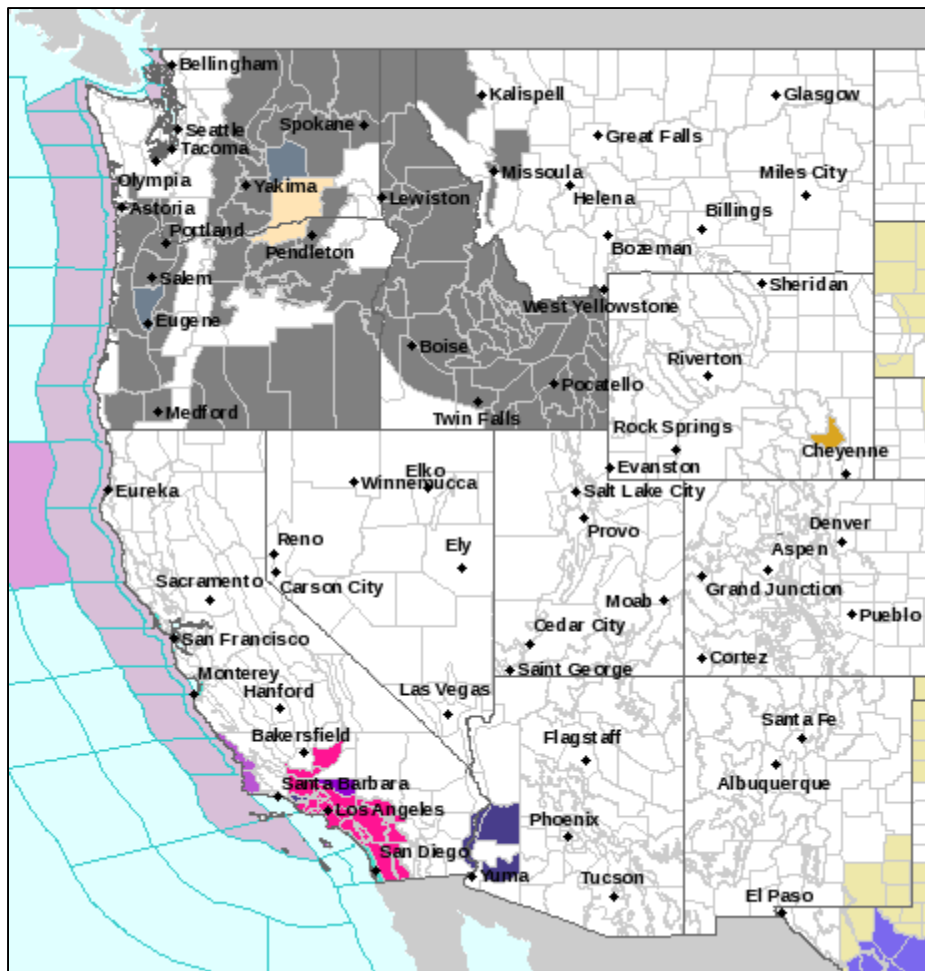 Bellingham
Kalispell
Glasgow
Seattle
Spokane
Great Falls
Tacoma
Olympia
Yakima
Missoula
Miles City
Lewiston
Helena
Astoria
Billings
Portland
Pendleton
Bozeman
Salem
West Yellowstone
Sheridan
Eugene
Boise
Riverton
Pocatello
Medford
Twin Falls
Rock Springs
Cheyenne
Elko
Evanston
Eureka
Winnemucca
Salt Lake City
Provo
Denver
Reno
Ely
Aspen
Sacramento
Carson City
Grand Junction
Moab
Pueblo
San Francisco
Cedar City
Cortez
Monterey
Saint George
Hanford
Las Vegas
Santa Fe
Bakersfield
Flagstaff
Albuquerque
Santa Barbara
Los Angeles
Phoenix
San Diego
Yuma
Tucson
El Paso